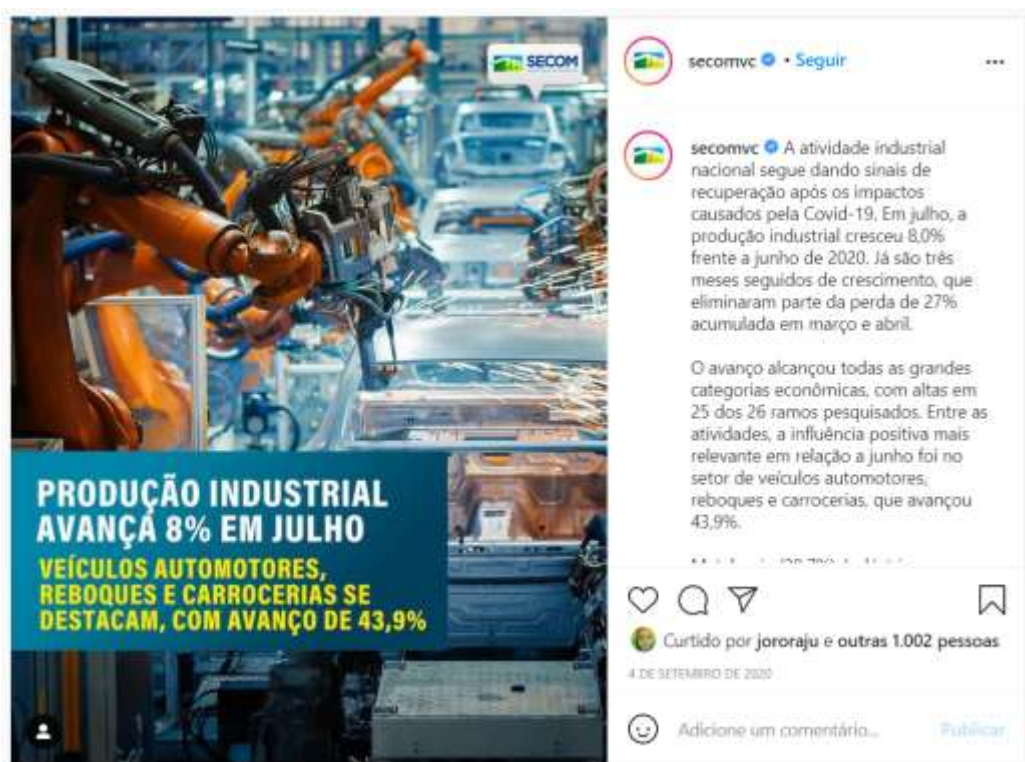 SECOM
PRODUÇÃO INDUSTRIAL
AVANÇA 8% EM JULHO
VEÍCULOS AUTOMOTORES,
REBOQUES E CARROCERIAS SE
DESTACAM, COM AVANÇO DE 43,9%
secomvc • Seguir
secomvc A atividade industrial
nacional segue dando sinais de
recuperação após os impactos
causados pela Covid-19. Em julho, a
produção industrial cresceu 8,0%
frente a junho de 2020. Já são três
meses seguidos de crescimento, que
eliminaram parte da perda de 27%
acumulada em março e abril.
O avanço alcançou todas as grandes
categorias econômicas, com altas em
25 dos 26 ramos pesquisados. Entre as
atividades, a influência positiva mais
relevante em relação a junho foi no
setor de veículos automotores,
reboques e carrocerias, que avançou
43,9%.
Curtido por jororaju e outras 1.002 pessoas
4 DE SETEMBRO DE 2020
Adicione um comentário...
Publicar